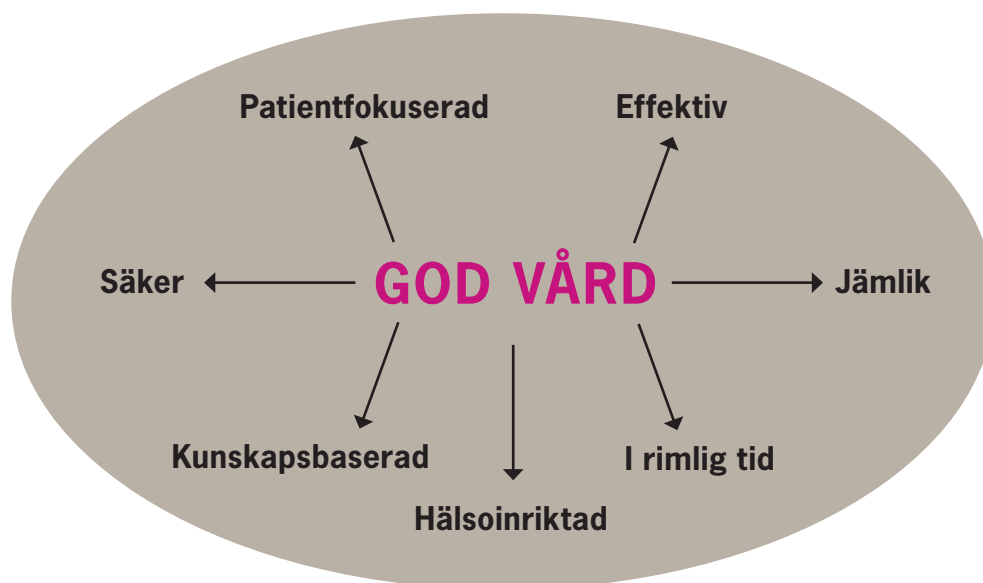 Patientfokuserad
Effektiv
Säker
GOD VÅRD
Jämlik
Kunskapsbaserad
I rimlig tid
Hälsoinriktad